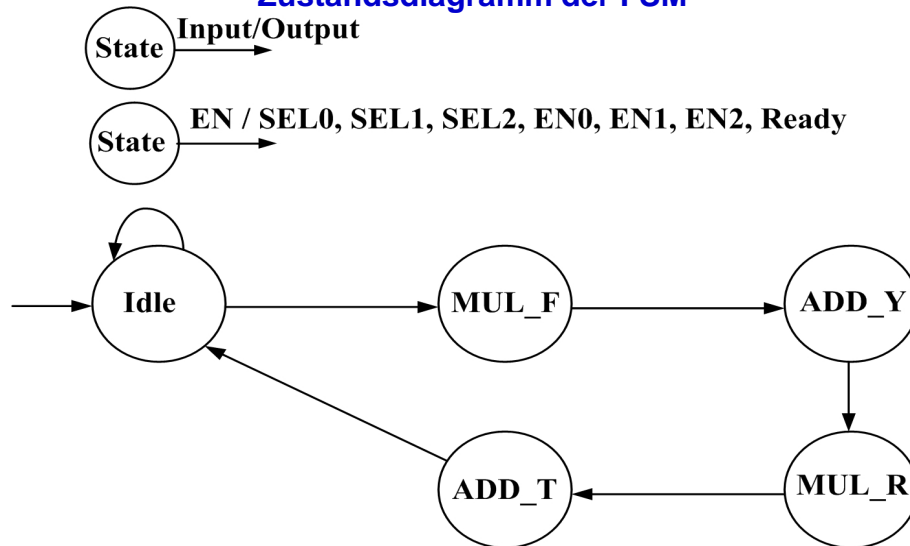 Zustandsdiagramm der FSM
Input/Output
State
EN / SEL0, SEL1, SEL2, EN0, EN1, EN2, Ready
State
Idle
MUL_F
ADD_Y
ADD_T
MUL_R